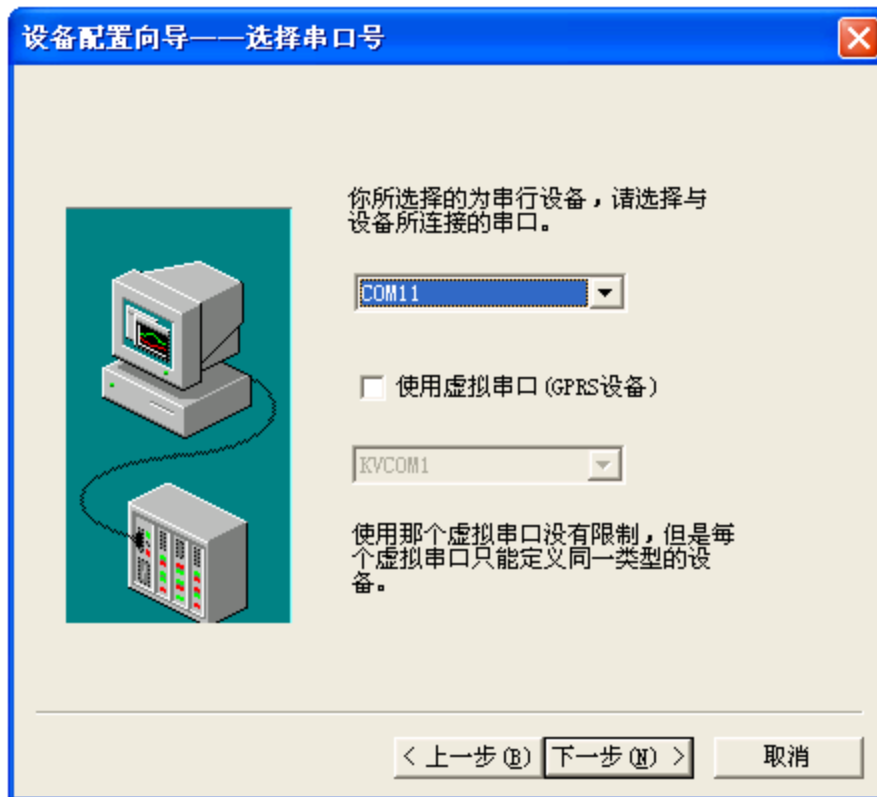 设备配置向导——选择串口号
你所选择的为串行设备，请选择与
设备所连接的串口。
COM11
使用虚拟串口(GPRS设备)
KVCOM1
使用那个虚拟串口没有限制，但是每
个虚拟串口只能定义同一类型的设
备。
< 上一步(B) 下一步(N) > 取消